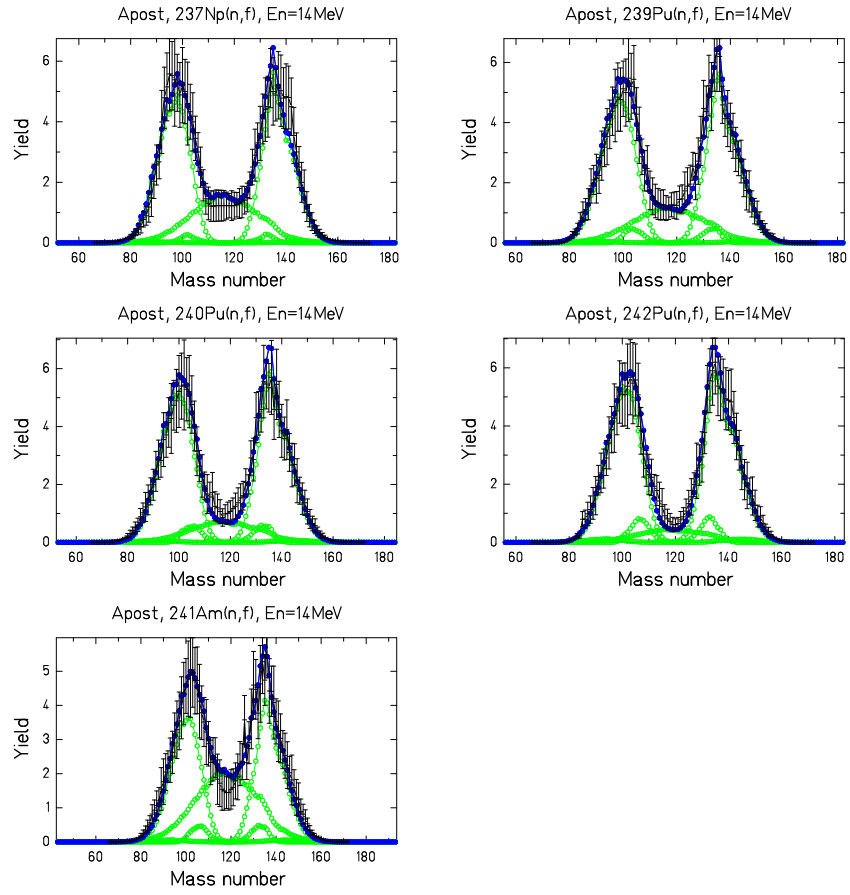 Apost, 237Np(n,f), En=14MeV
Yield
6
4
2
0
60 80 100 120 140 160 180
Mass number
Apost, 239Pu(n,f), En=14MeV
Yield
6
4
2
0
60 80 100 120 140 160 180
Mass number
Apost, 240Pu(n,f), En=14MeV
Yield
6
4
2
0
60 80 100 120 140 160 180
Mass number
Apost, 242Pu(n,f), En=14MeV
Yield
6
4
2
0
60 80 100 120 140 160 180
Mass number
Apost, 241Am(n,f), En=14MeV
Yield
5
4
3
2
1
0
60 80 100 120 140 160 180
Mass number